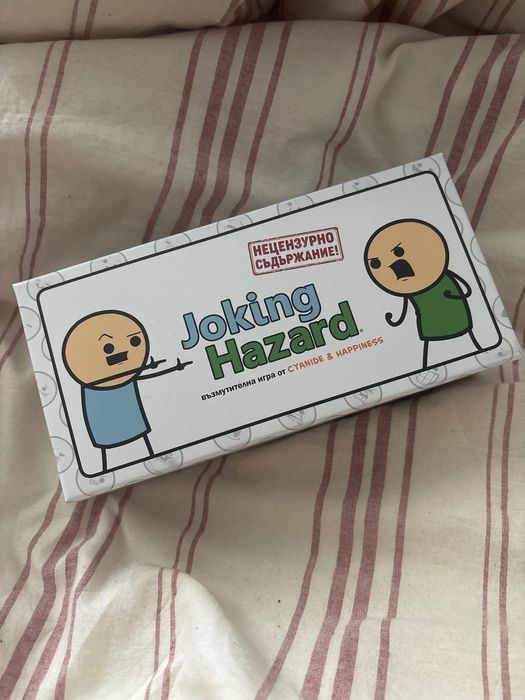 НЕЦЕНЗУРНО
СЪДЪРЖАНИЕ!
Joking
Hazard®
възмутителна игра от CYANIDE & HAPPINESS